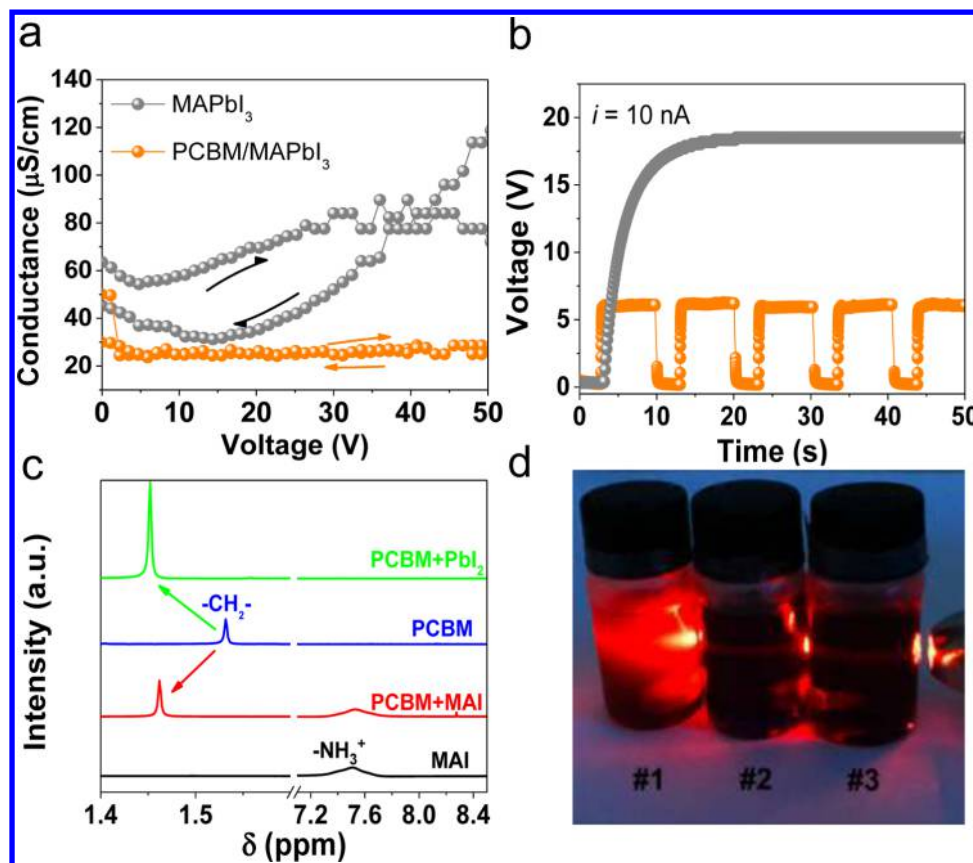 a
140
120
100
80
60
40
20
0 10 20 30 40 50
Conductance (μS/cm)
Voltage (V)
MAPbI₃
PCBM/MAPbI₃
b
20
15
10
5
0
0 10 20 30 40 50
Voltage (V)
Time (s)
i = 10 nA
c
Intensity (a.u.)
PCBM+PbI₂
-CH₂-
PCBM
PCBM+MAI
-NH₃⁺
MAI
1.4 1.5 7.2 7.6 8.0 8.4
δ (ppm)
d
#1 #2 #3